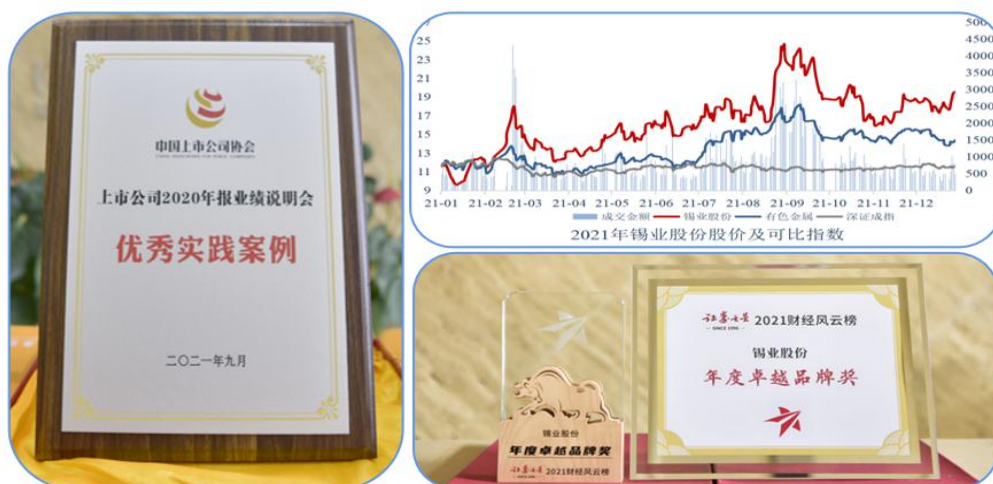 中国上市公司协会
CHINA ASSOCIATION FOR PUBLIC COMPANIES
上市公司2020年报业绩说明会
优秀实践案例
二〇二一年九月
27
25
23
21
19
17
15
13
11
9
5000
4500
4000
3500
3000
2500
2000
1500
1000
500
0
21-01 21-02 21-03 21-04 21-05 21-06 21-07 21-08 21-09 21-10 21-11 21-12
成交金额 锡业股份 有色金属 深证成指
2021年锡业股份股价及可比指数
锡业股份
年度卓越品牌奖
证券之星 2021财经风云榜
证券之星 2021财经风云榜
SINCE 1996
锡业股份
年度卓越品牌奖